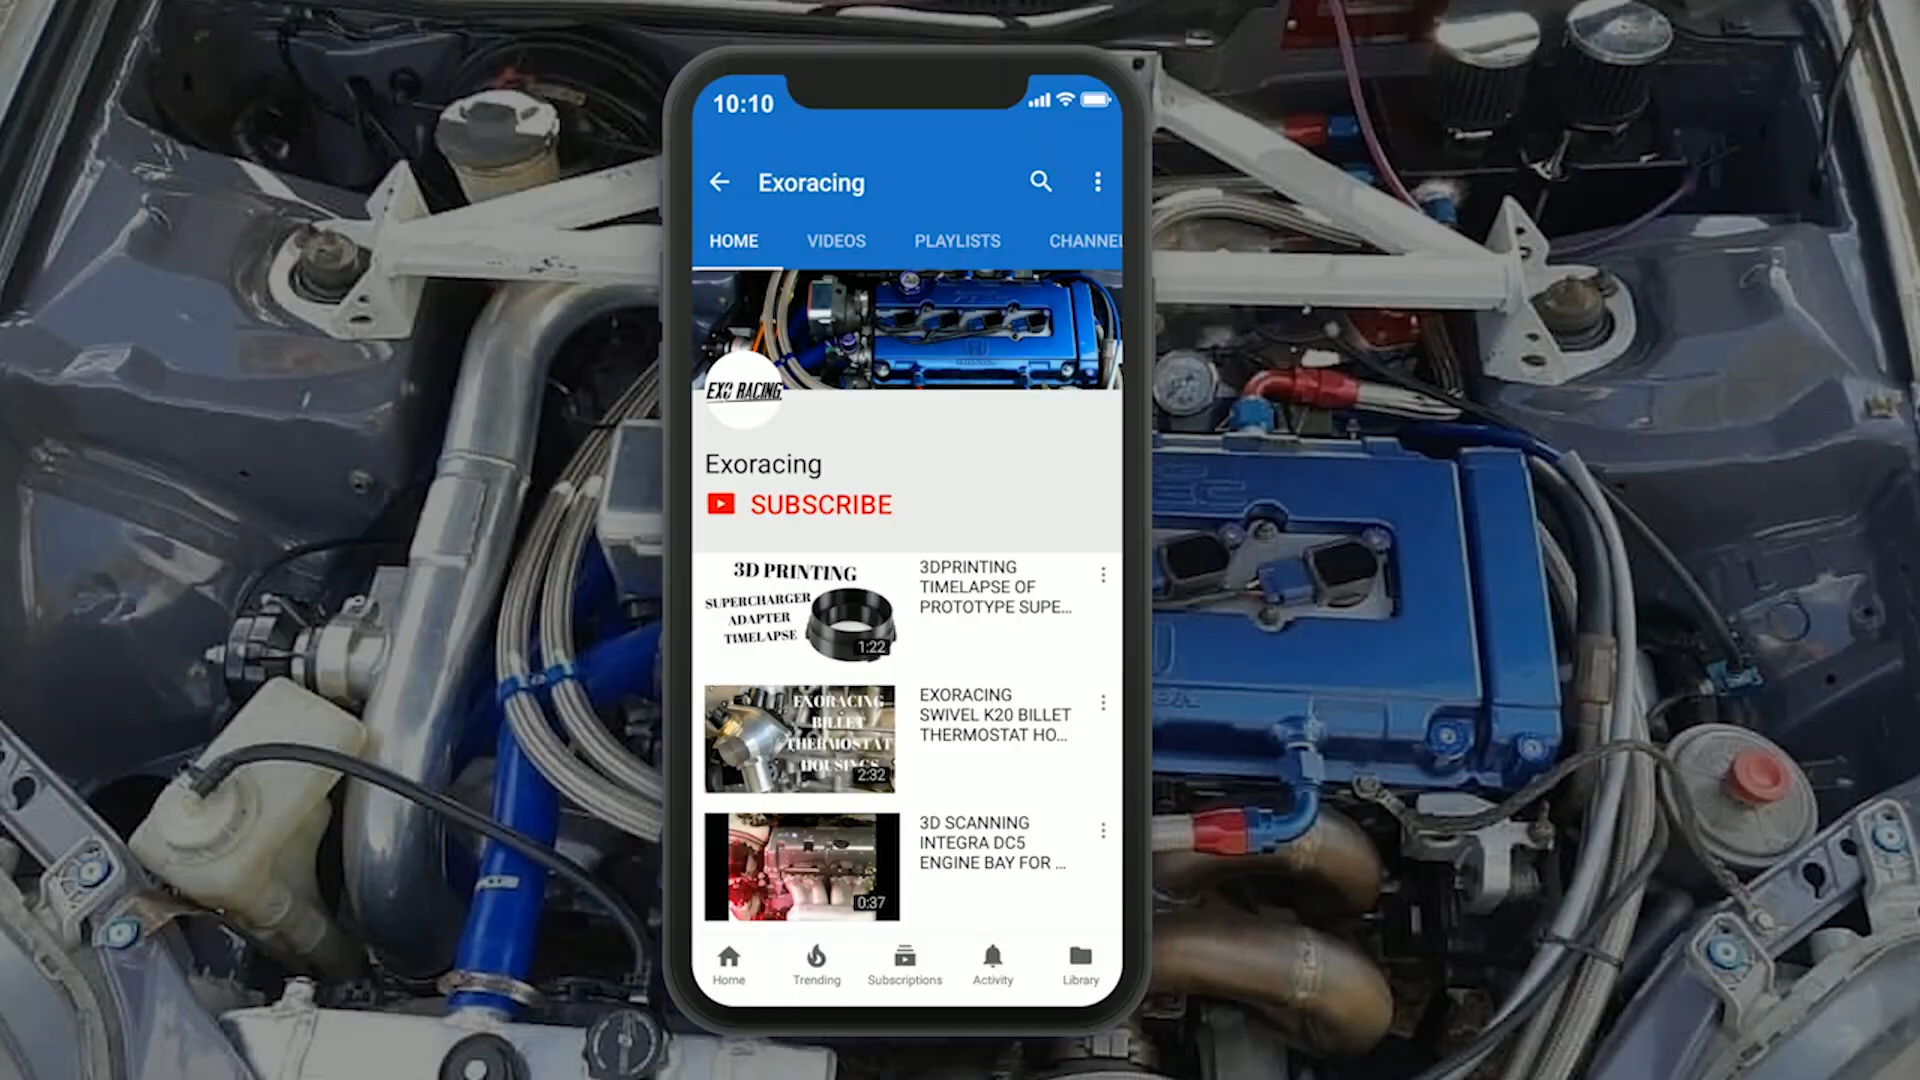 10:10
Exoracing
HOME VIDEOS PLAYLISTS CHANNEL
EXO RACING
Exoracing
SUBSCRIBE
3D PRINTING
SUPERCHARGER
ADAPTER
TIMELAPSE
1:22
3DPRINTING
TIMELAPSE OF
PROTOTYPE SUPE...
EXORACING
BILLET
THERMOSTAT
HOUSINGS
2:32
EXORACING
SWIVEL K20 BILLET
THERMOSTAT HO...
0:37
3D SCANNING
INTEGRA DC5
ENGINE BAY FOR ...
Home Trending Subscriptions Activity Library